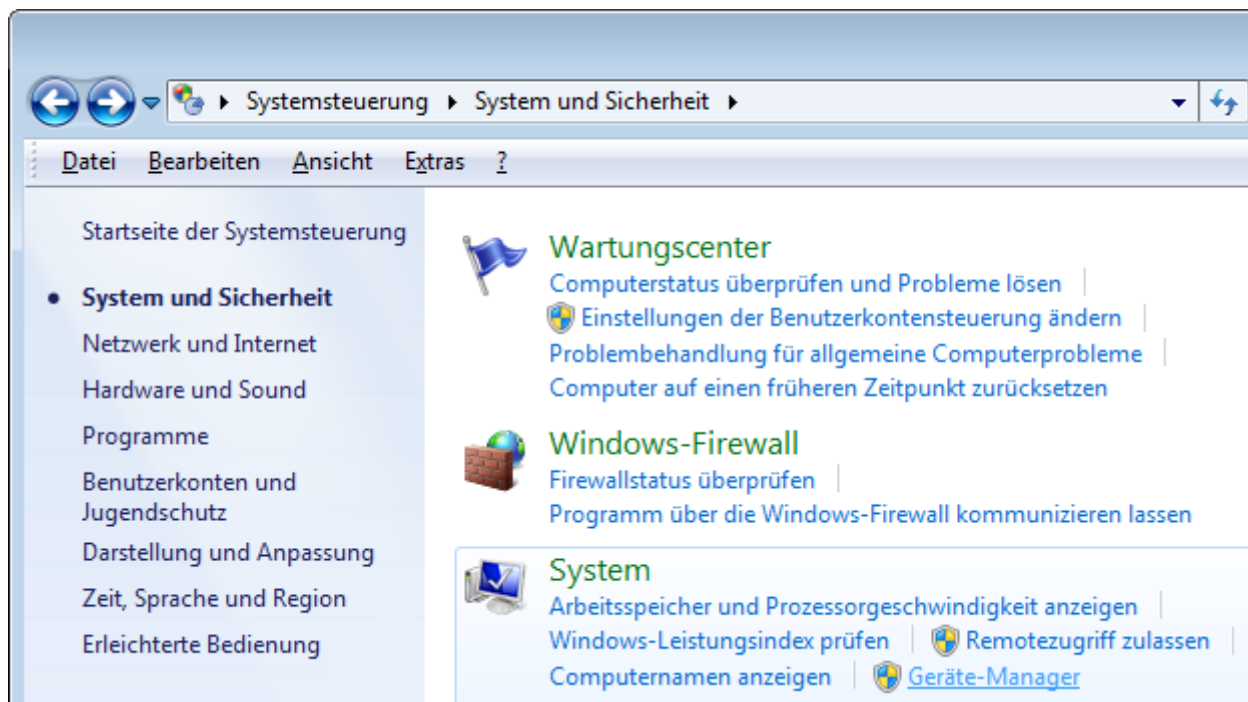 Systemsteuerung System und Sicherheit
Datei Bearbeiten Ansicht Extras ?
Startseite der Systemsteuerung
System und Sicherheit
Netzwerk und Internet
Hardware und Sound
Programme
Benutzerkonten und
Jugendschutz
Darstellung und Anpassung
Zeit, Sprache und Region
Erleichterte Bedienung
Wartungscenter
Computerstatus überprüfen und Probleme lösen
Einstellungen der Benutzerkontensteuerung ändern
Problembehandlung für allgemeine Computerprobleme
Computer auf einen früheren Zeitpunkt zurücksetzen
Windows-Firewall
Firewallstatus überprüfen
Programm über die Windows-Firewall kommunizieren lassen
System
Arbeitsspeicher und Prozessorgeschwindigkeit anzeigen
Windows-Leistungsindex prüfen Remotezugriff zulassen
Computernamen anzeigen Geräte-Manager